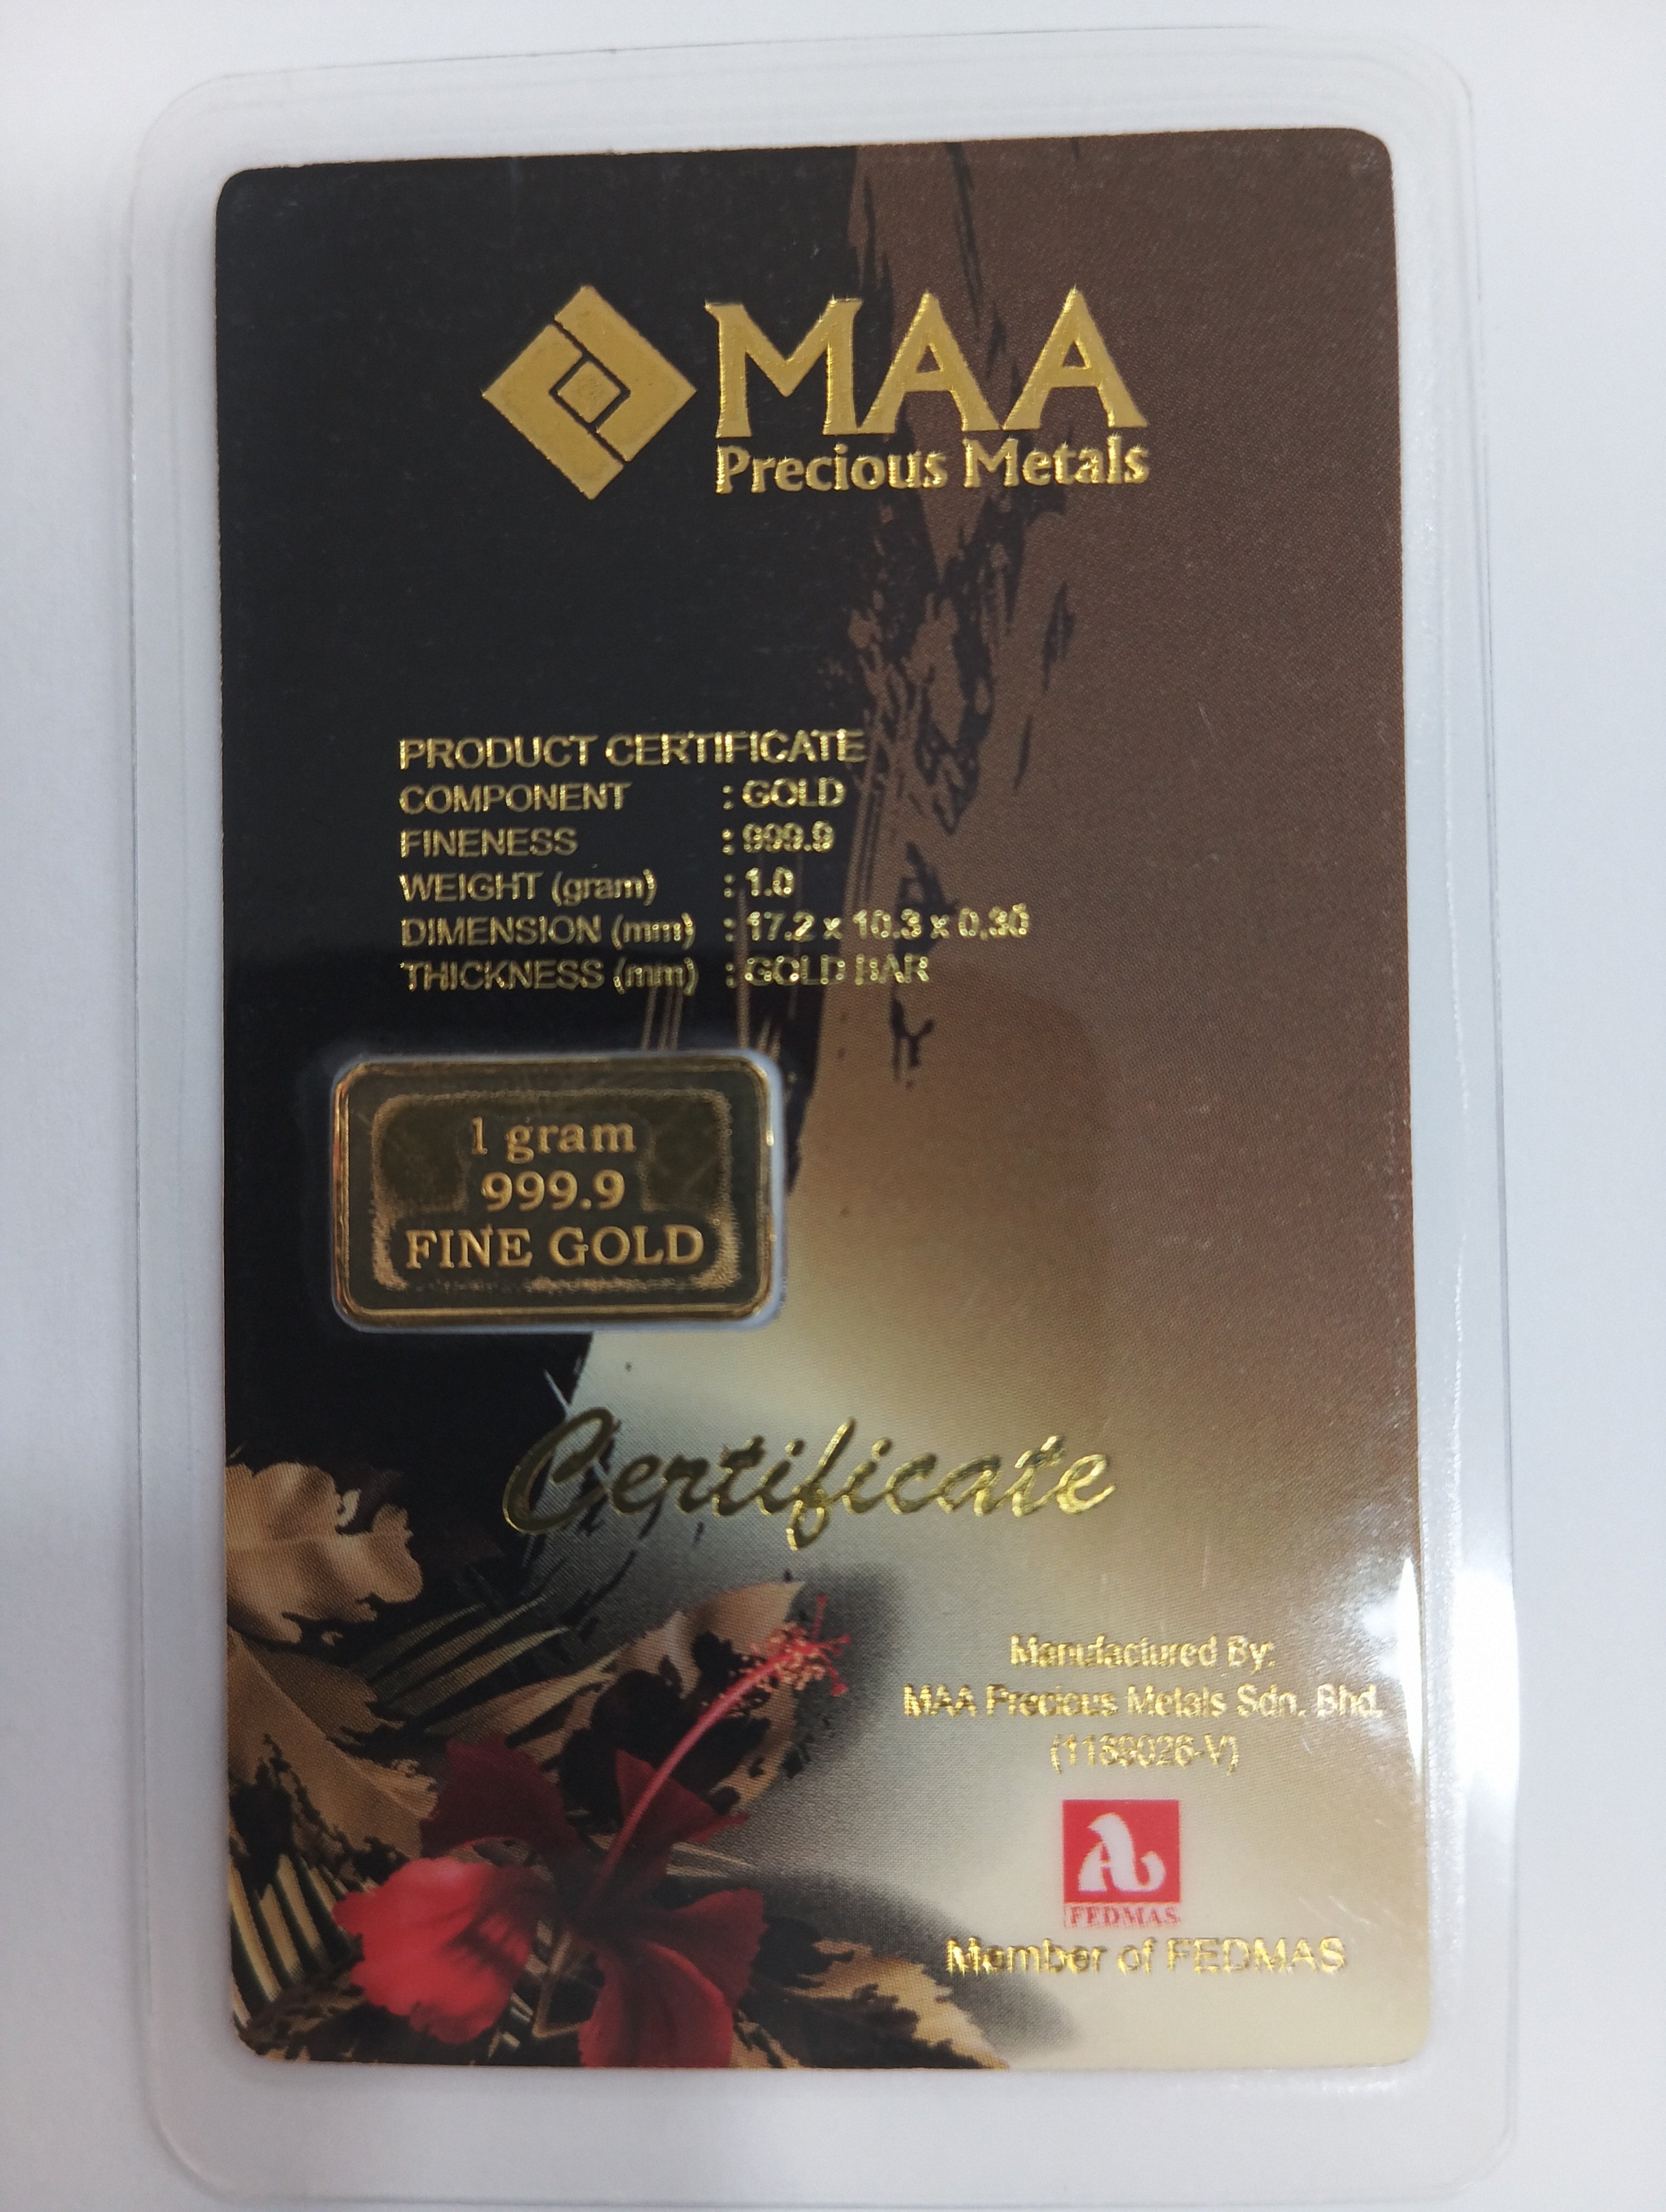 MAA
Precious Metals
PRODUCT CERTIFICATE
COMPONENT : GOLD
FINENESS : 999.9
WEIGHT (gram) : 1.0
DIMENSION (mm) : 17.2 x 10.3 x 0.30
THICKNESS (mm) : GOLD BAR
1 gram
999.9
FINE GOLD
Certificate
Manufactured By:
MAA Precious Metals Sdn. Bhd.
(1189026-V)
FEDMAS
Member of FEDMAS